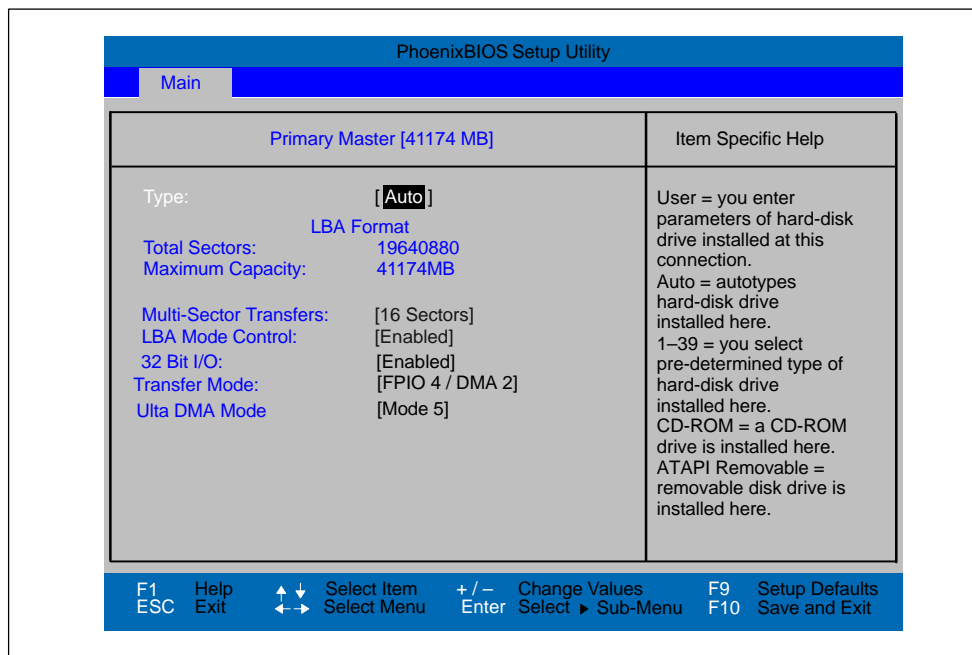 PhoenixBIOS Setup Utility
Main
Primary Master [41174 MB]
Item Specific Help
Type: [Auto]
LBA Format
Total Sectors: 19640880
Maximum Capacity: 41174MB
Multi-Sector Transfers: [16 Sectors]
LBA Mode Control: [Enabled]
32 Bit I/O: [Enabled]
Transfer Mode: [FPIO 4 / DMA 2]
Ulta DMA Mode [Mode 5]
User = you enter
parameters of hard-disk
drive installed at this
connection.
Auto = autotypes
hard-disk drive
installed here.
1–39 = you select
pre-determined type of
hard-disk drive
installed here.
CD-ROM = a CD-ROM
drive is installed here.
ATAPI Removable =
removable disk drive is
installed here.
F1 Help Select Item +/– Change Values F9 Setup Defaults
ESC Exit Select Menu Enter Select Sub-Menu F10 Save and Exit